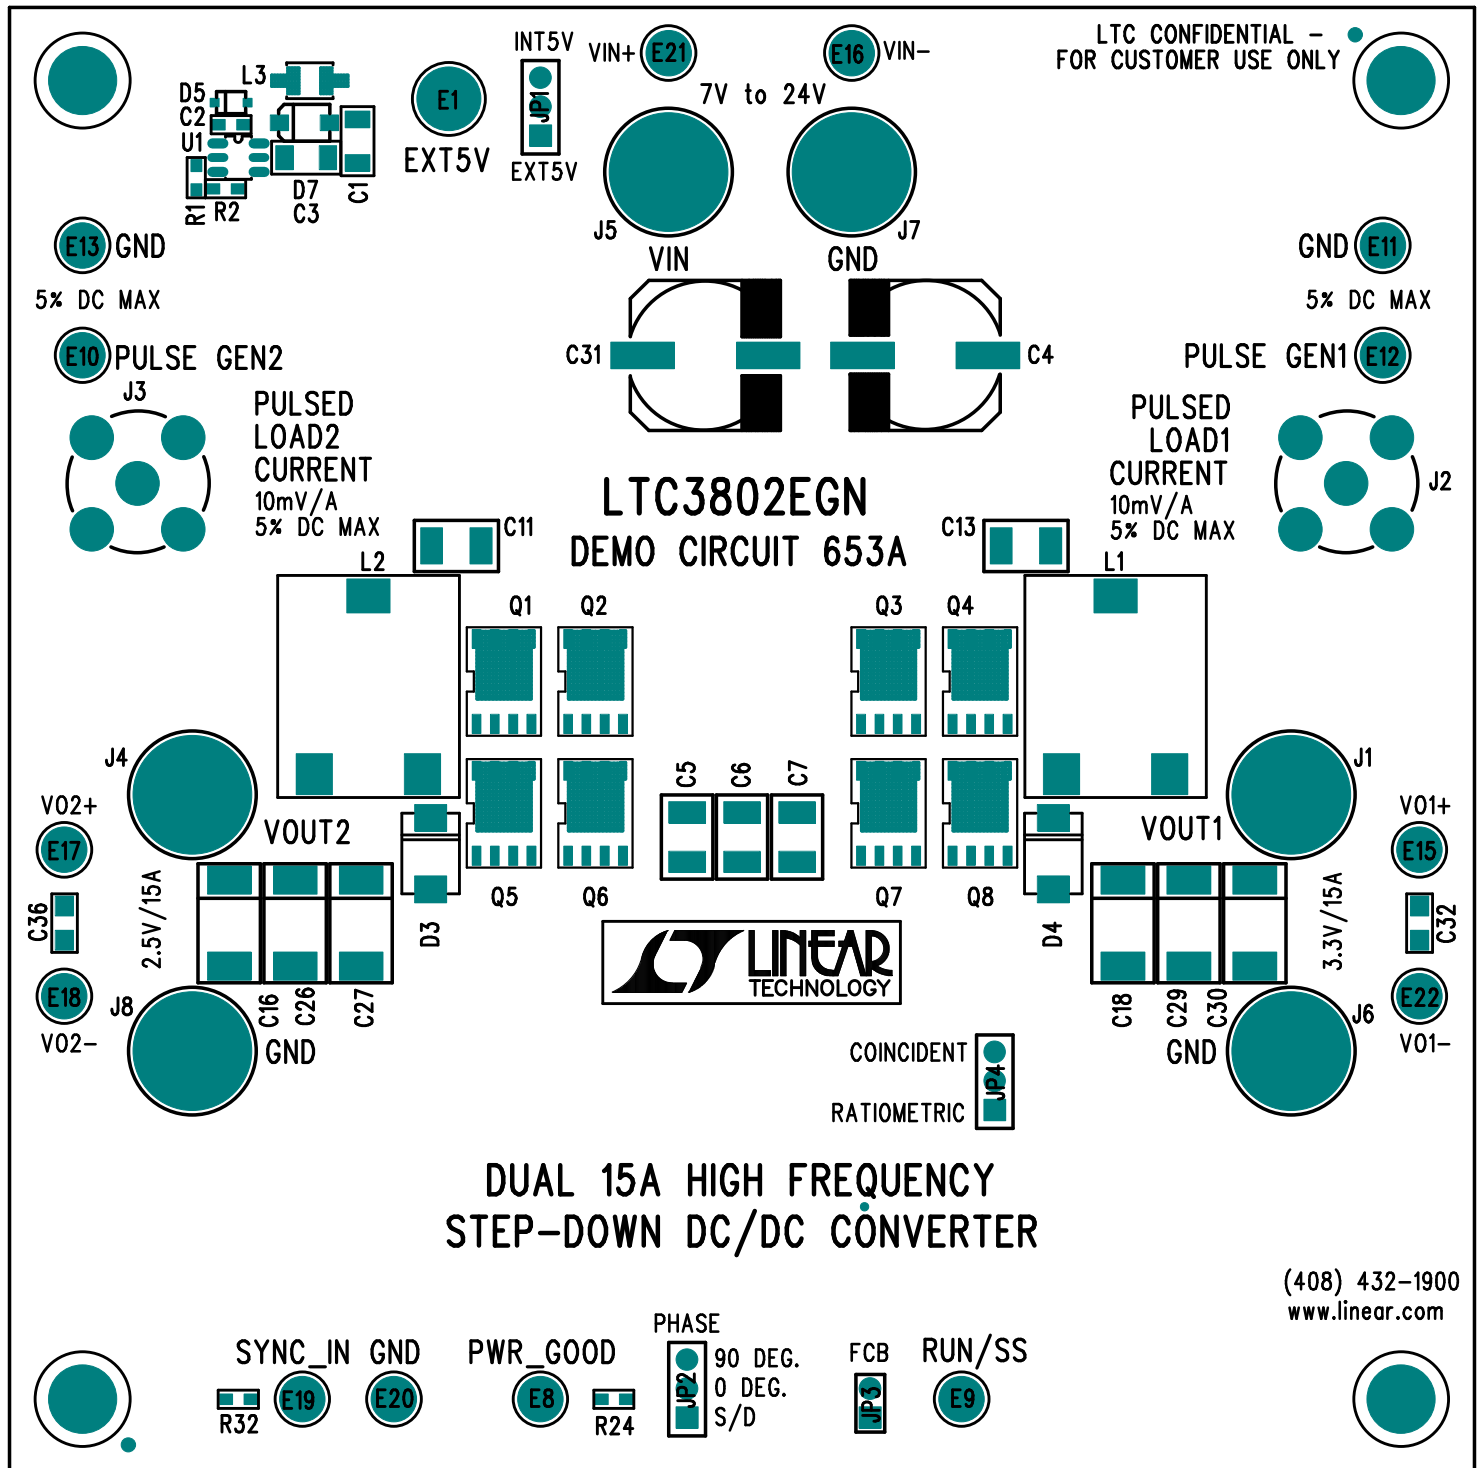 LTC CONFIDENTIAL -
FOR CUSTOMER USE ONLY
INT5V
VIN+
E21
E16
VIN-
L3
7V to 24V
D5
C2
E1
JP1
U1
EXT5V
EXT5V
D7
C3
C1
R1
R2
J5
J7
E13
GND
VIN
GND
GND
E11
5% DC MAX
5% DC MAX
E10
PULSE GEN2
C31
C4
PULSE GEN1
E12
J3
PULSED
LOAD2
CURRENT
10mV/A
5% DC MAX
PULSED
LOAD1
CURRENT
10mV/A
5% DC MAX
J2
LTC3802EGN
DEMO CIRCUIT 653A
C11
C13
L2
L1
Q1
Q2
Q3
Q4
J4
J1
C5
C6
C7
VO2+
VO1+
VOUT2
VOUT1
E17
E15
Q5
Q6
Q7
Q8
C36
2.5V/15A
D3
D4
3.3V/15A
C32
LINEAR
TECHNOLOGY
E18
E22
J8
C16
C26
C27
C18
C29
C30
J6
VO2-
GND
GND
VO1-
COINCIDENT
JP4
RATIOMETRIC
DUAL 15A HIGH FREQUENCY
STEP-DOWN DC/DC CONVERTER
(408) 432-1900
www.linear.com
PHASE
SYNC_IN
GND
PWR_GOOD
FCB
RUN/SS
90 DEG.
0 DEG.
S/D
R32
E19
E20
E8
R24
JP2
JP3
E9